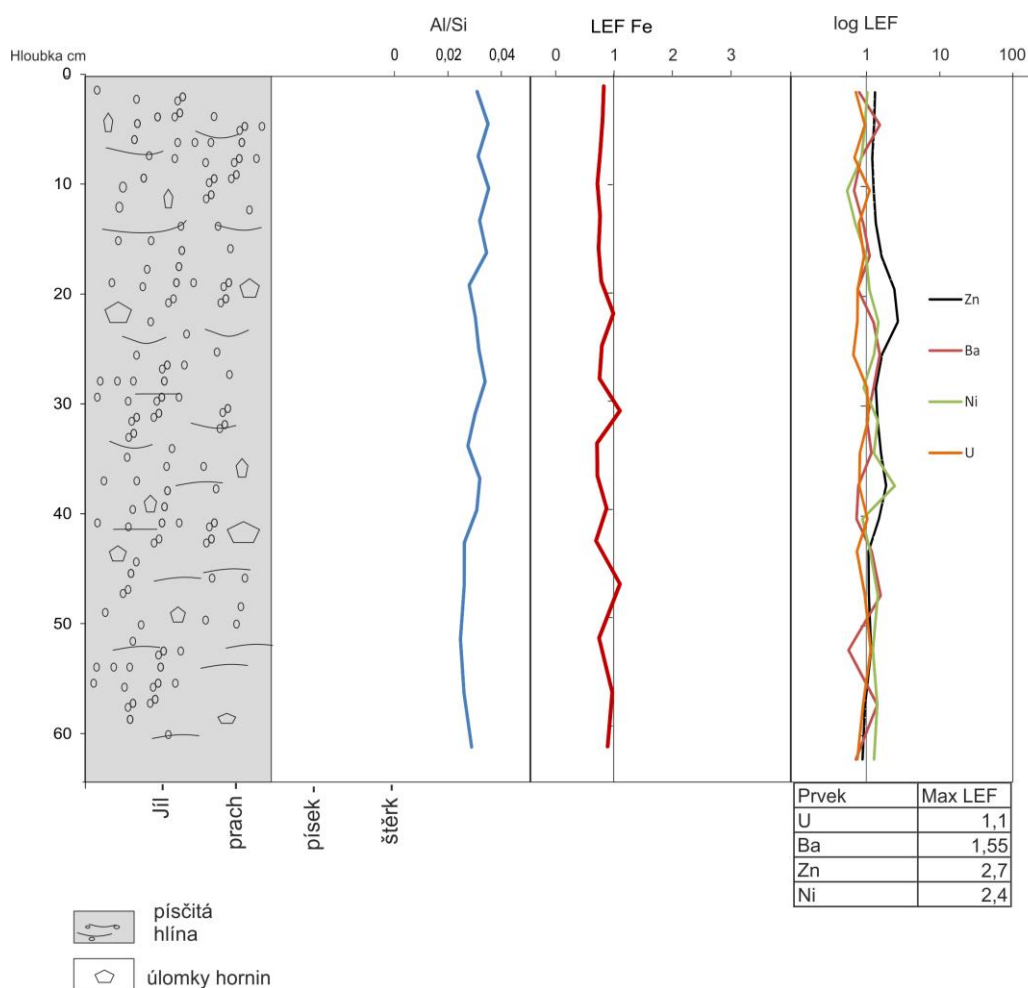 Al/Si
LEF Fe
log LEF
Hloubka cm
0 0,02 0,04
0 1 2 3
1 10 100
0
10
20
30
40
50
60
Zn
Ba
Ni
U
Jíl
prach
písek
štěrk
Prvek Max LEF
U 1,1
Ba 1,55
Zn 2,7
Ni 2,4
písčitá
hlína
úlomky hornin